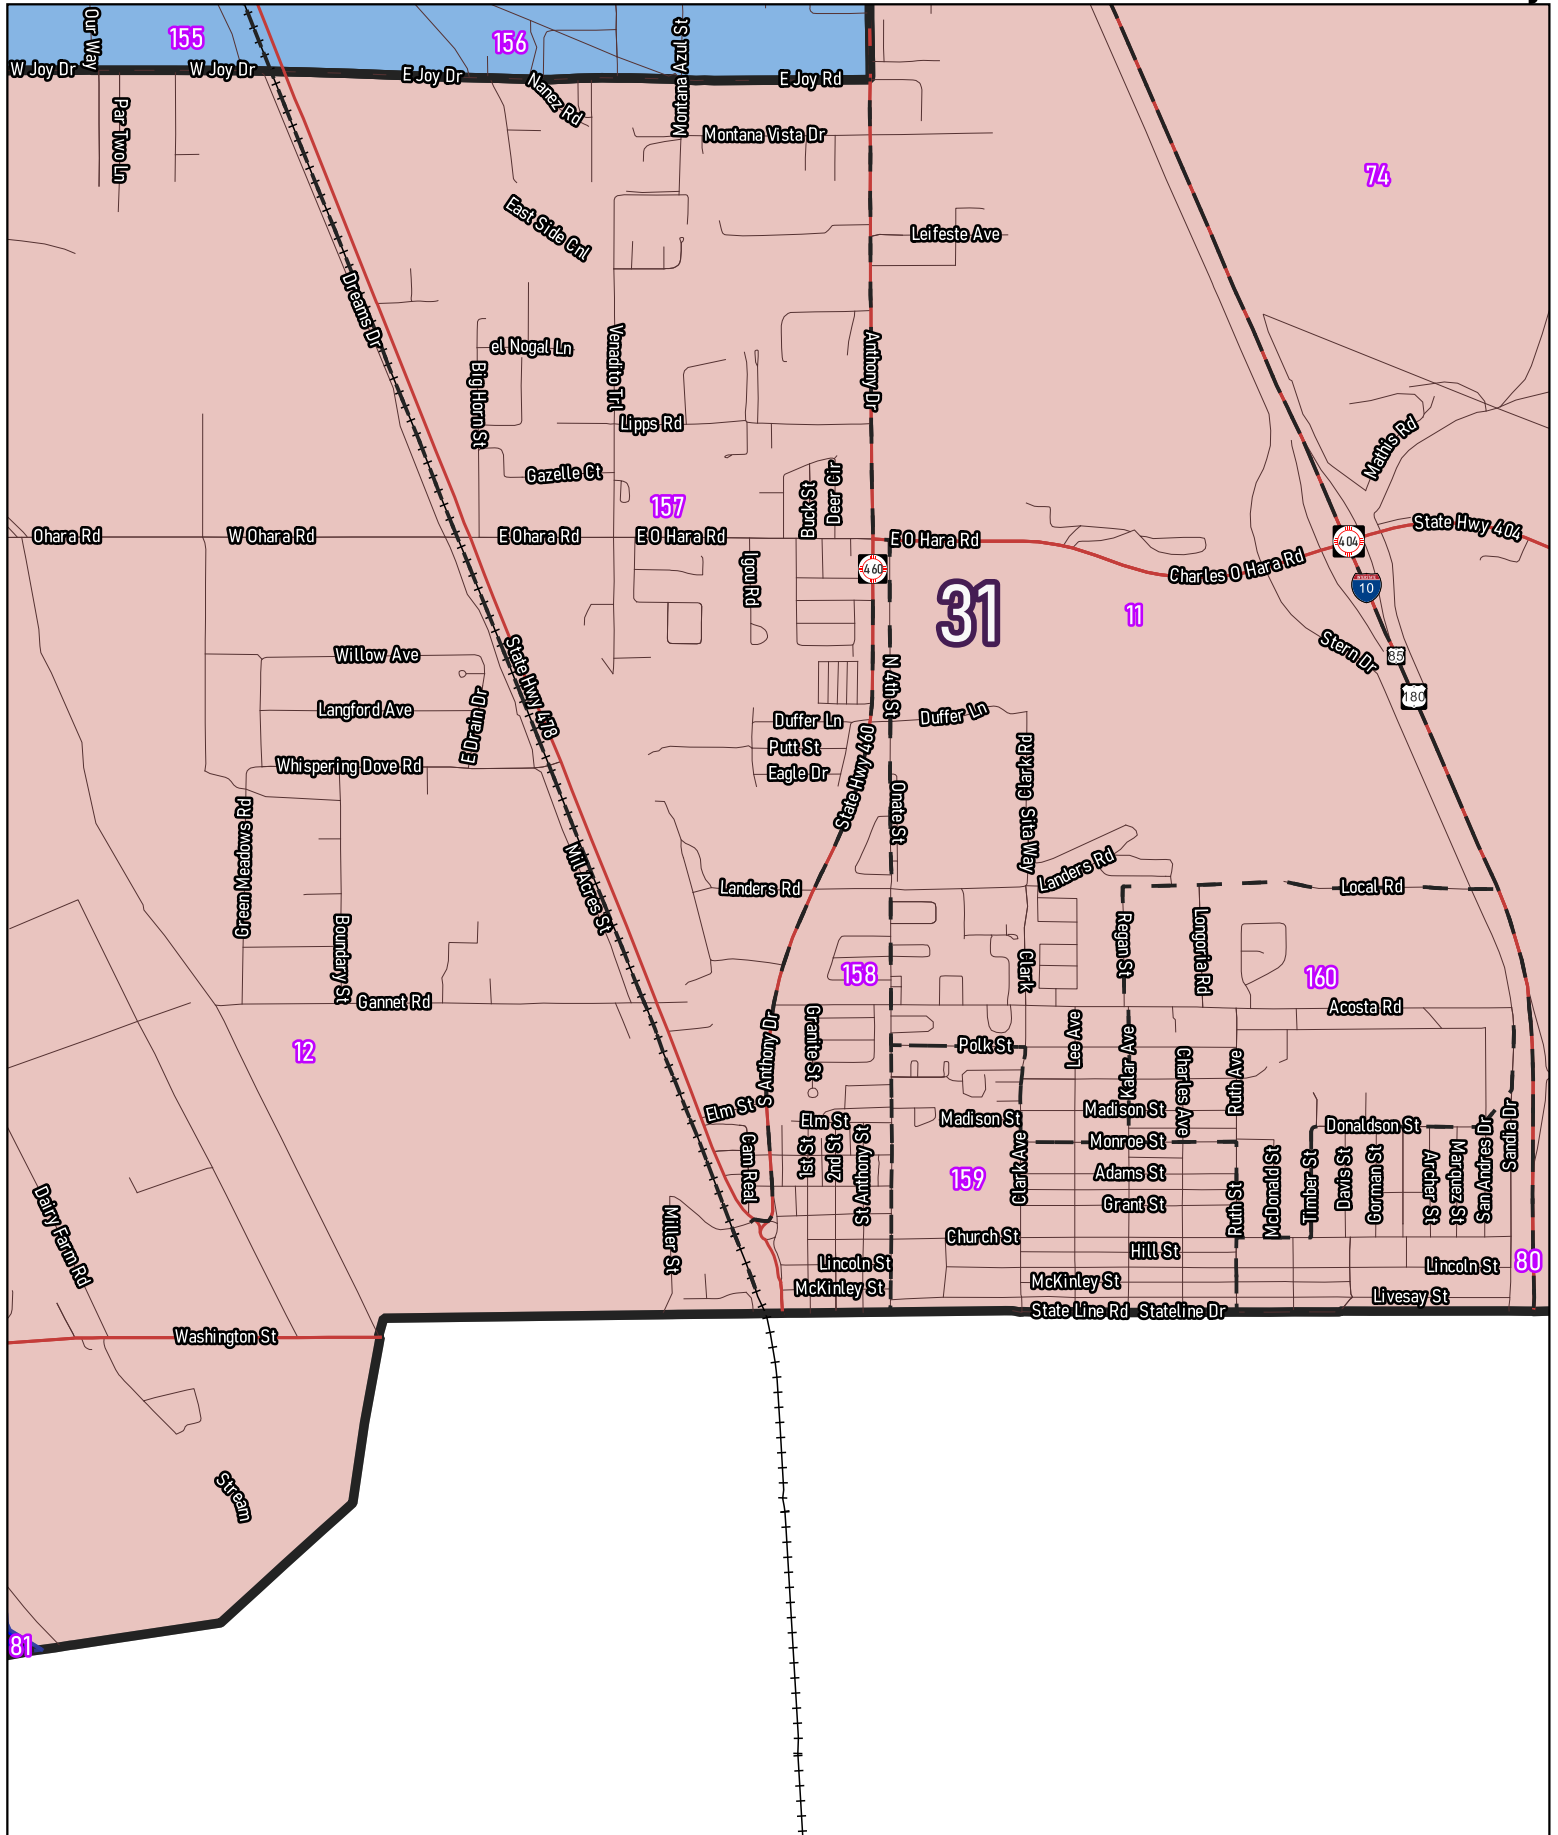 Our Way
155
156
Montana Azul St
W Joy Dr
W Joy Dr
E Joy Dr
E Joy Rd
Nanez Rd
Par Two Ln
Montana Vista Dr
74
East Side Cnl
Leifeste Ave
Dreams Dr
el Nogal Ln
Venadito Trl
Anthony Dr
Big Horn St
Lipps Rd
Mathis Rd
Gazelle Ct
Buck St
Deer Cir
157
Ohara Rd
W Ohara Rd
E Ohara Rd
E O Hara Rd
E O Hara Rd
State Hwy 404
404
Charles O Hara Rd
460
Igou Rd
10
31
11
Willow Ave
State Hwy 478
N 4th St
Stern Dr
85
180
Langford Ave
E Drain Dr
Duffer Ln
Duffer Ln
Putt St
State Hwy 460
Clark Rd
Whispering Dove Rd
Eagle Dr
Green Meadows Rd
Onate St
Sita Way
Mil Acres St
Landers Rd
Landers Rd
Local Rd
Boundary St
Regan St
Longoria Rd
Clark
158
160
Gannet Rd
Acosta Rd
12
S Anthony Dr
Granite St
Polk St
Lee Ave
Kalar Ave
Charles Ave
Ruth Ave
Elm St
Elm St
Madison St
Madison St
Donaldson St
Sandia Dr
Cam Real
1st St
2nd St
St Anthony St
Clark Ave
Monroe St
159
Adams St
Grant St
Ruth St
McDonald St
Timber St
Davis St
Gorman St
Archer St
Marquez St
San Andres Dr
Dairy Farm Rd
Miller St
Church St
Hill St
Lincoln St
Lincoln St
80
McKinley St
McKinley St
Livesay St
State Line Rd
Stateline Dr
Washington St
Stream
81